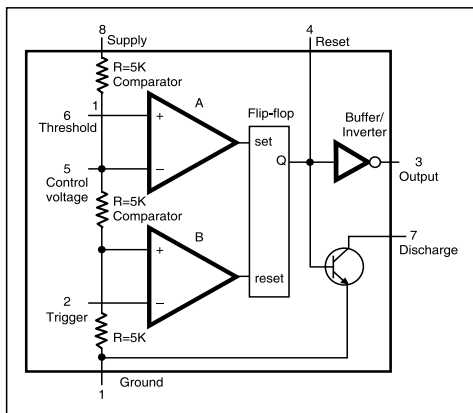 8
Supply
4
Reset
R=5K
Comparator
6
1
Threshold
A
+
−
Flip-flop
set
Q
reset
Buffer/
Inverter
3
Output
5
Control
voltage
R=5K
Comparator
B
+
−
7
Discharge
2
Trigger
R=5K
Ground
1